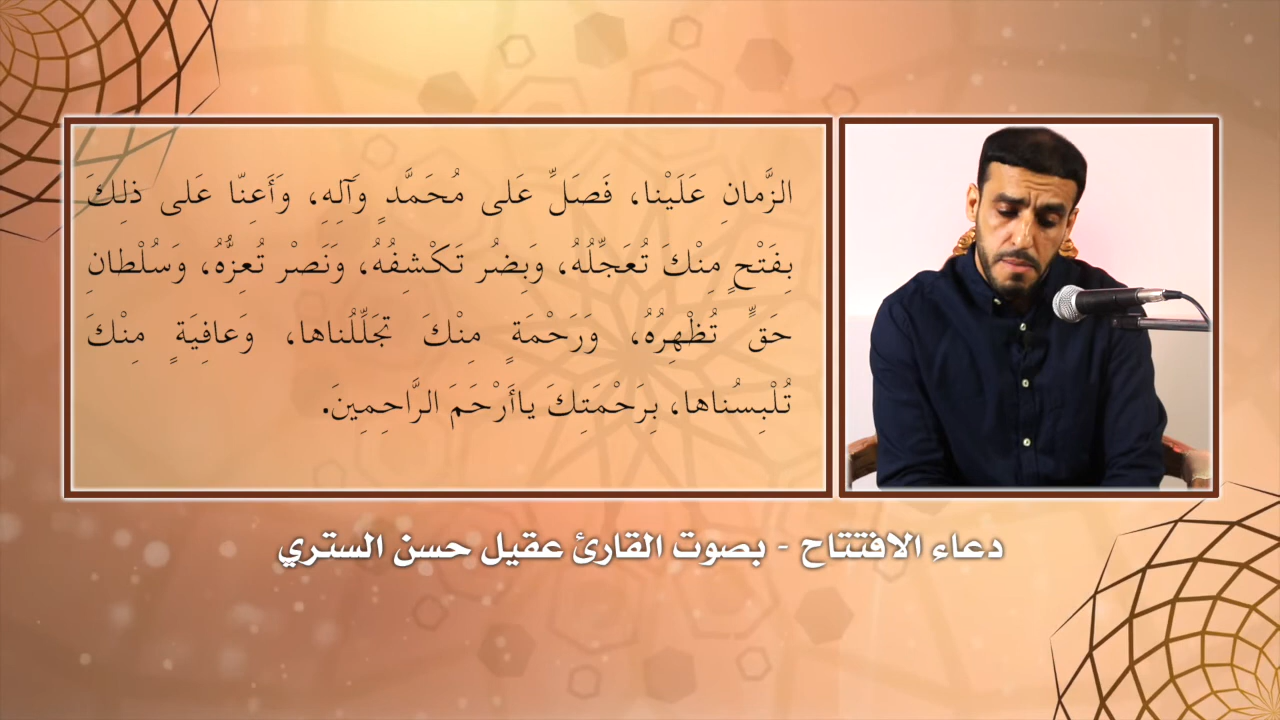 الزَّمانِ عَلَيْنا، فَصَلِّ عَلى مُحَمَّدٍ وَآلِهِ، وَأَعِنّا عَلى ذلِكَ
بِفَتْحٍ مِنْكَ تُعَجِّلُهُ، وَبِضُر تَكْشِفُهُ، وَنَصْر تُعِزُّهُ، وَسُلْطانِ
حَقٍّ تُظْهِرُهُ، وَرَحْمَةٍ مِنْكَ تَجَلِّلُناها، وَعافِيَةٍ مِنْكَ
تُلْبِسُناها، بِرَحْمَتِكَ ياأَرْحَمَ الرَّاحِمِينَ.
دعاء الافتتاح - بصوت القارئ عقيل حسن الستري